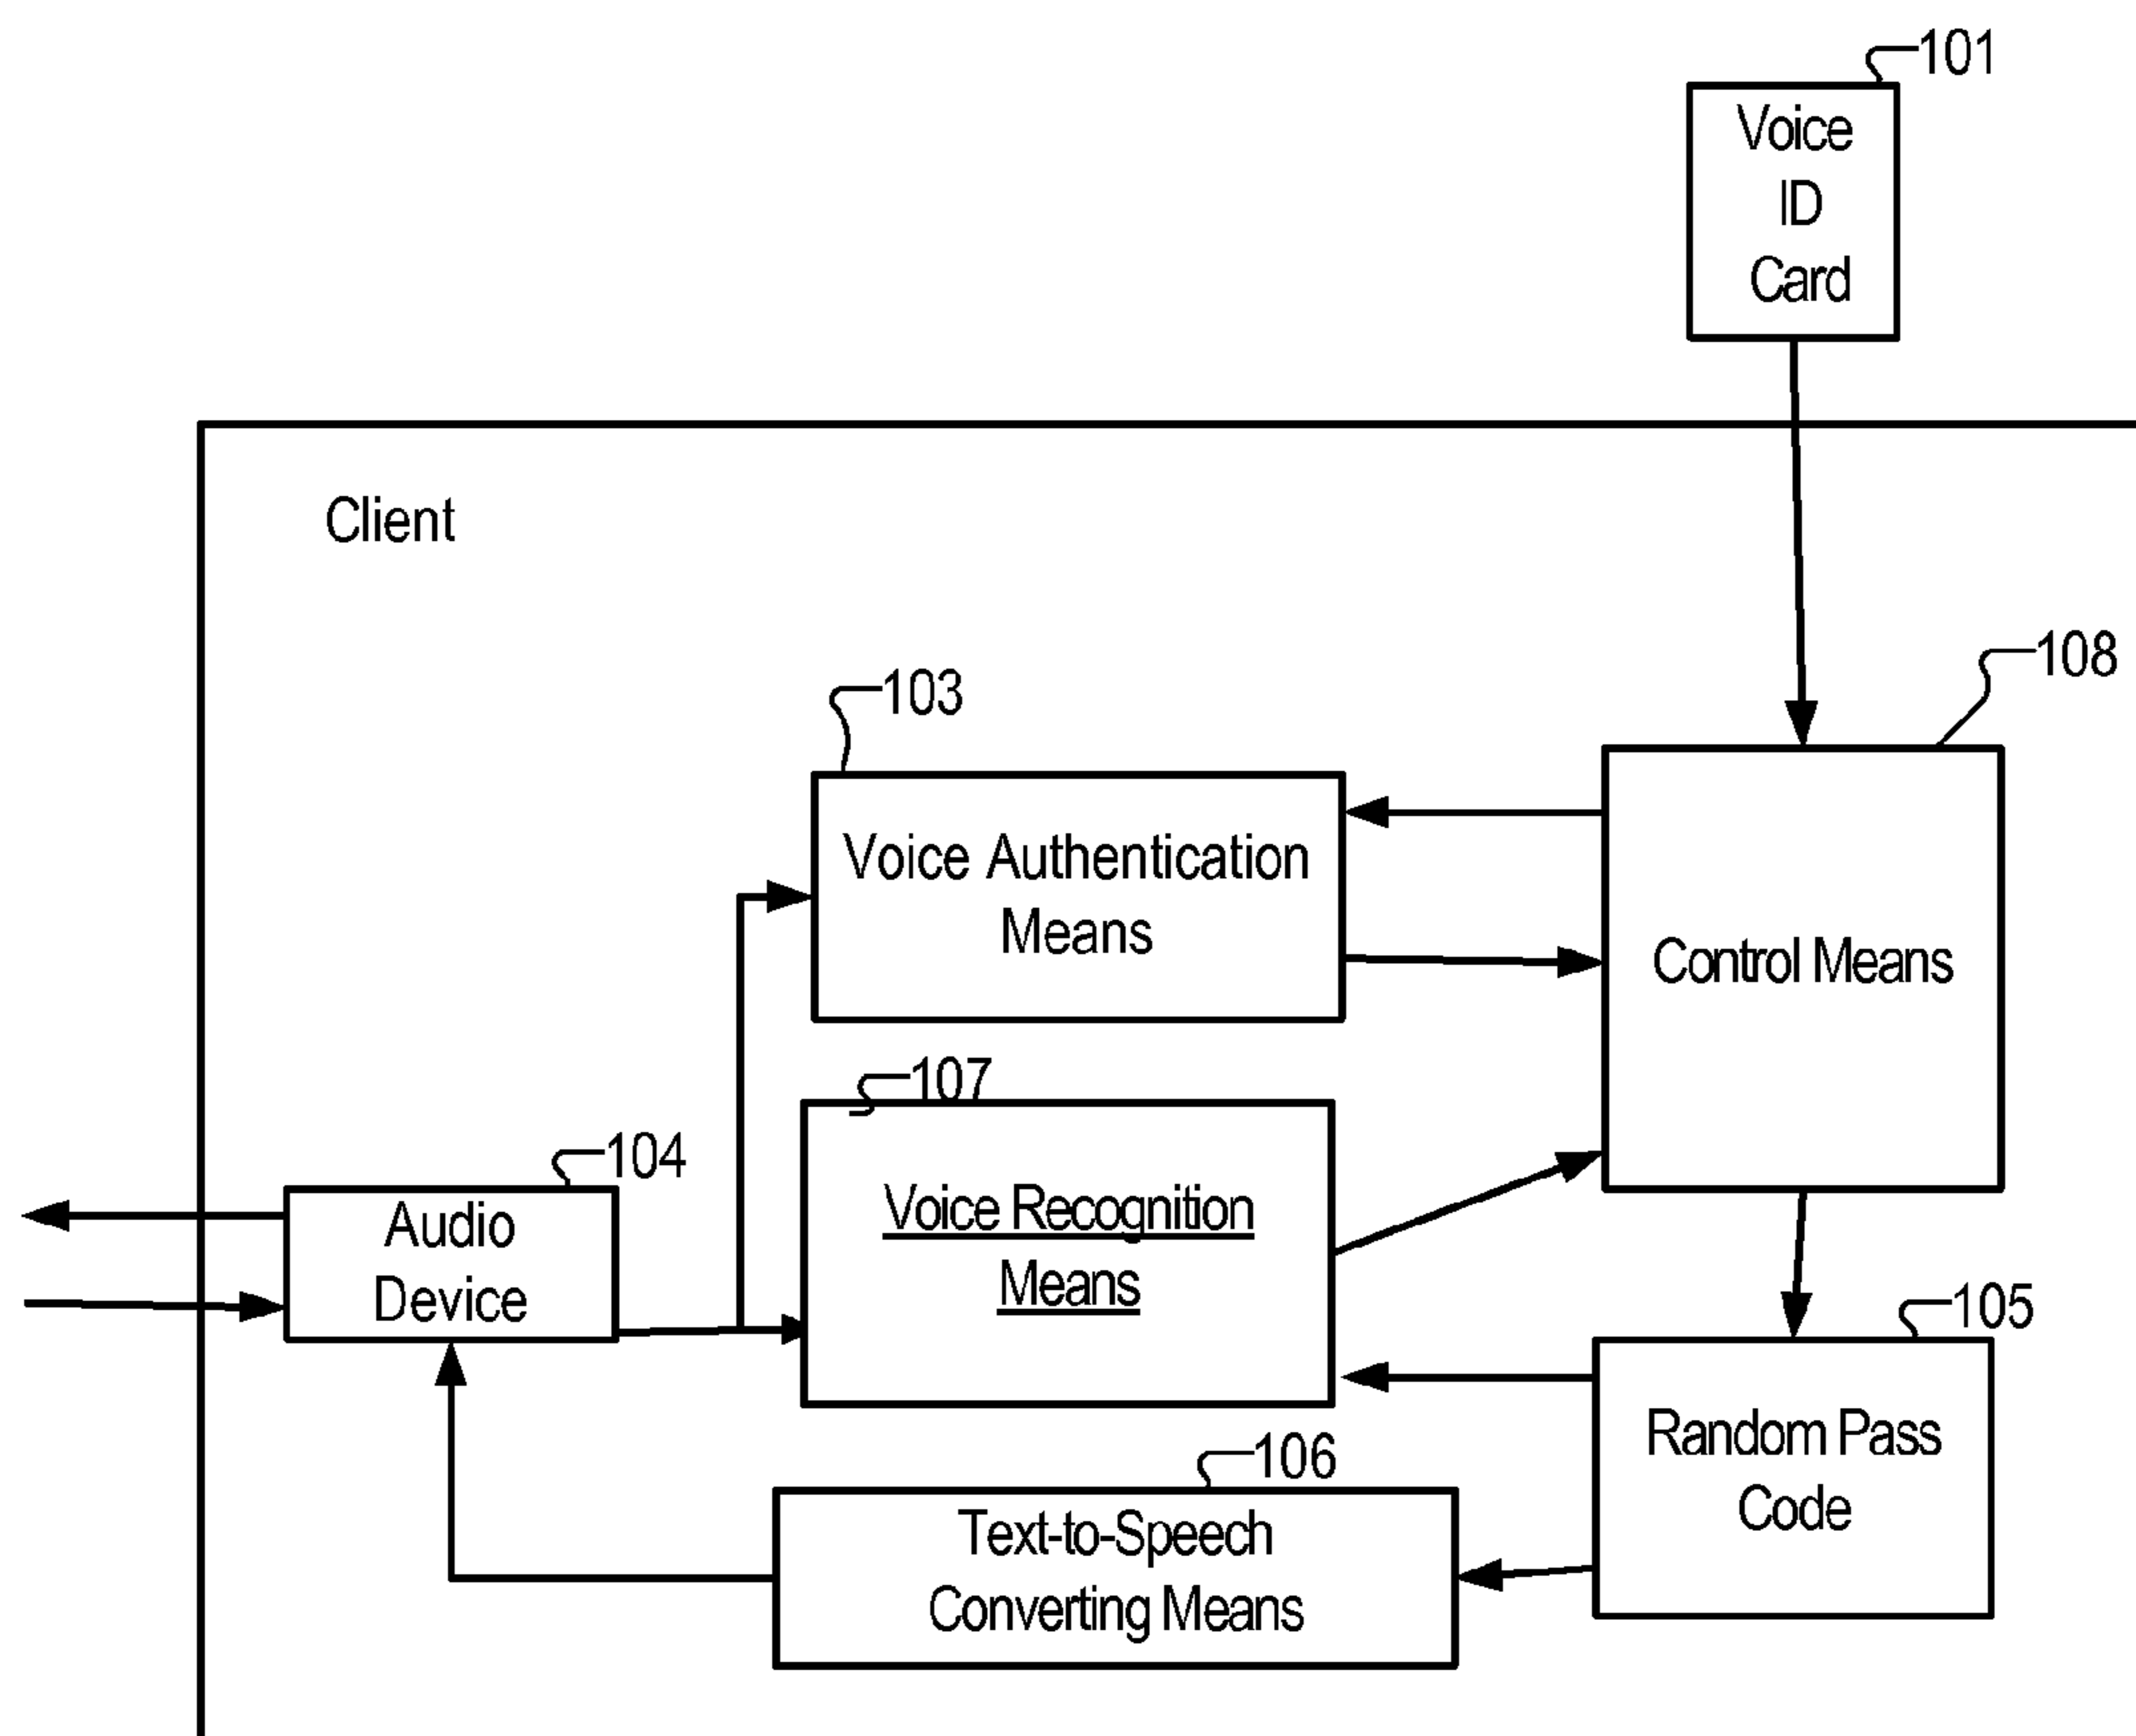 101
Voice
ID
Card
Client
108
103
Voice Authentication
Means
Control Means
107
104
Voice Recognition
Means
Audio
Device
105
Random Pass
Code
106
Text-to-Speech
Converting Means